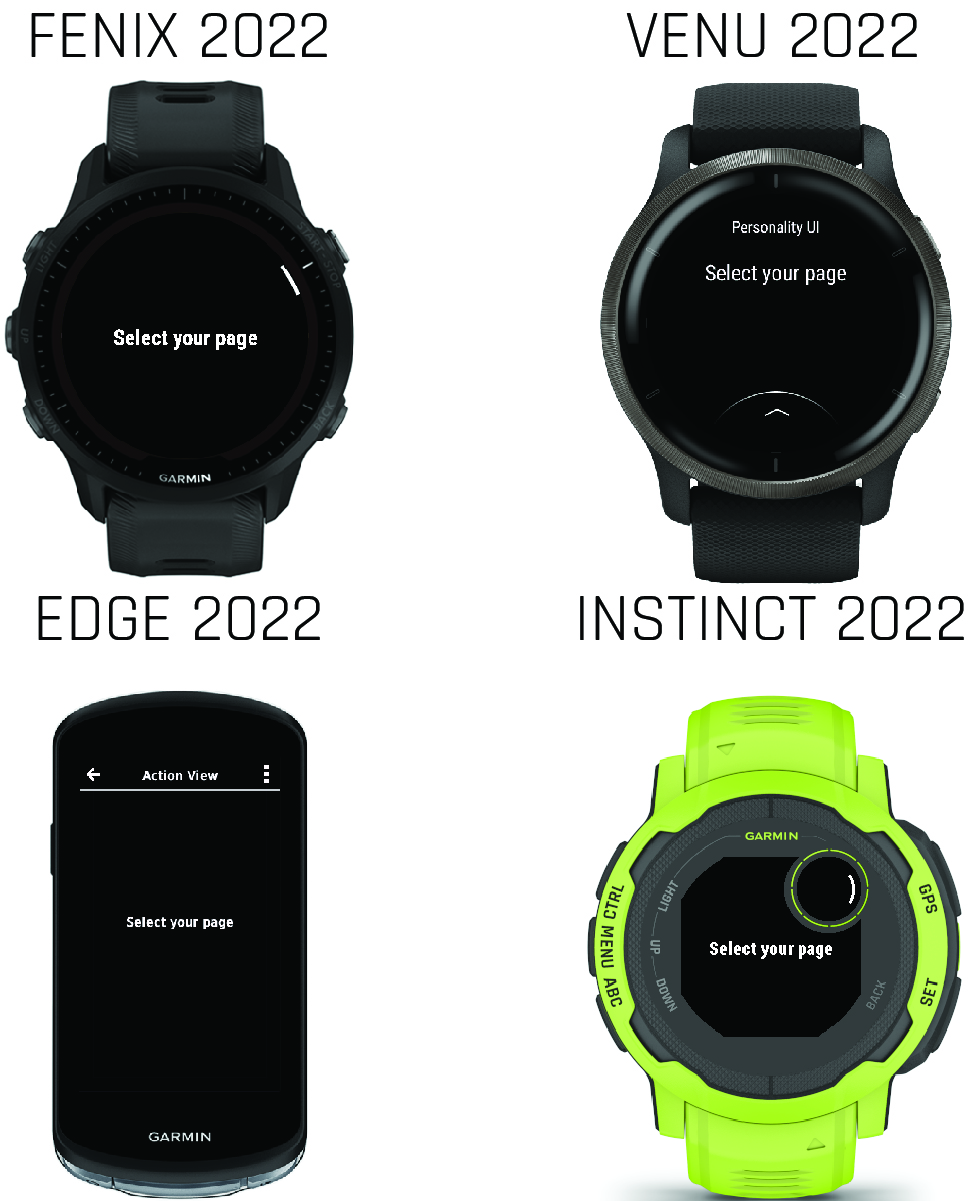 FENIX 2022
VENU 2022
LIGHT
START·STOP
UP
Select your page
DOWN
BACK
GARMIN
Personality UI
Select your page
EDGE 2022
INSTINCT 2022
Action View
Select your page
GARMIN
GARMIN
CTRL
MENU
ABC
LIGHT
UP
DOWN
Select your page
GPS
SET
BACK